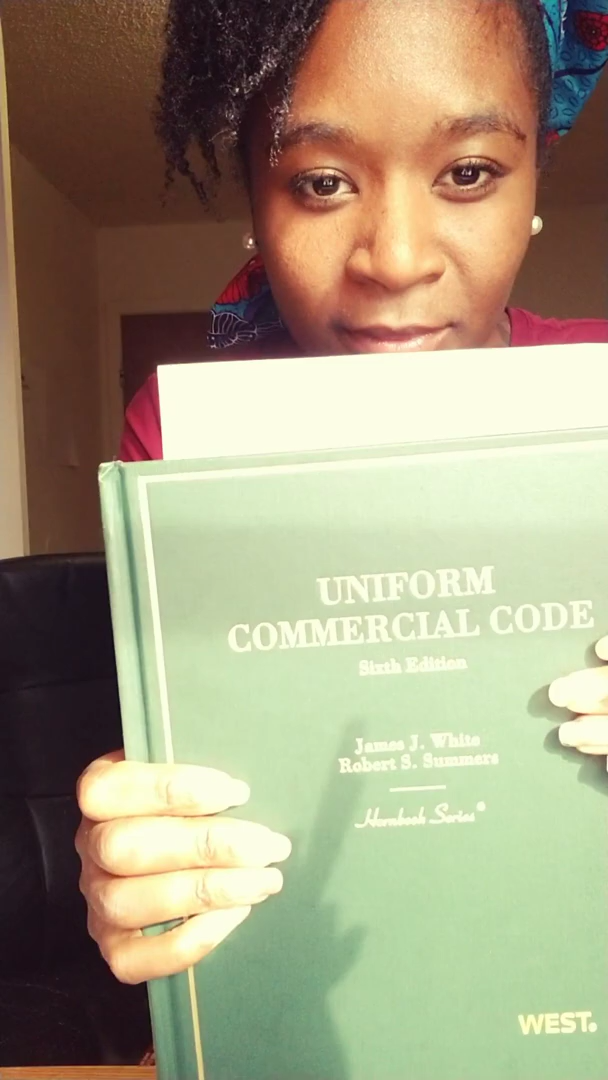 UNIFORM
COMMERCIAL CODE
Sixth Edition
James J. White
Robert S. Summers
Hornbook Series®
WEST.